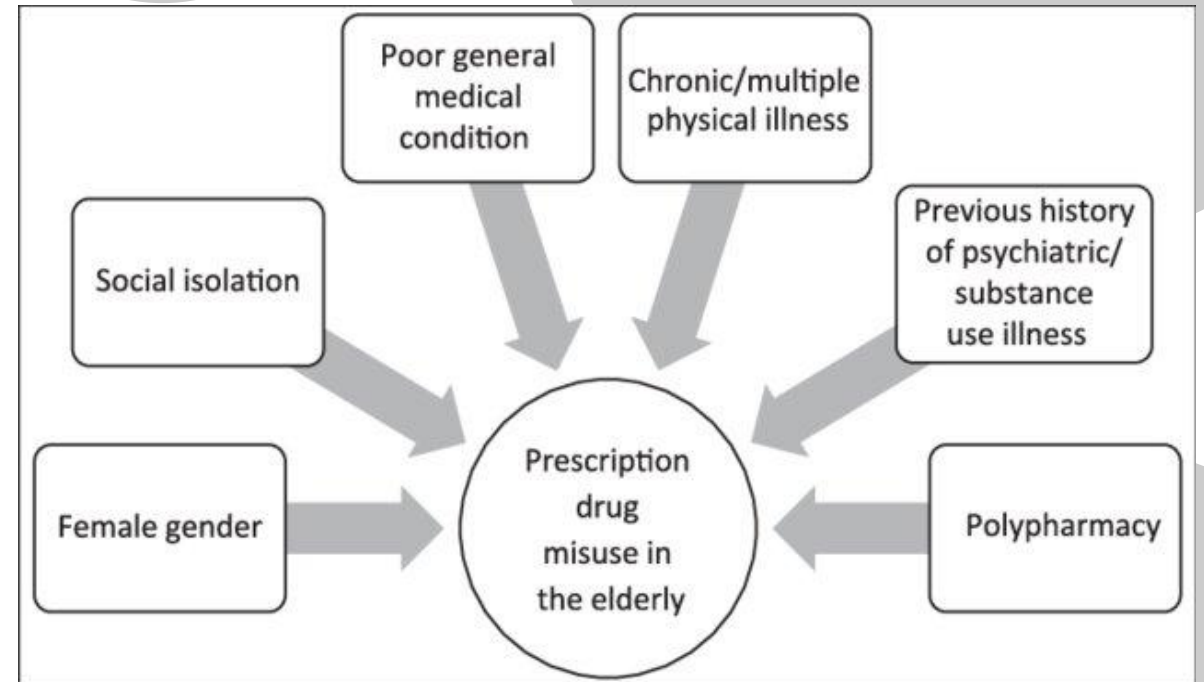 Poor general
medical
condition
Chronic/multiple
physical illness
Social isolation
Previous history
of psychiatric/
substance
use illness
Female gender
Prescription
drug
misuse in
the elderly
Polypharmacy